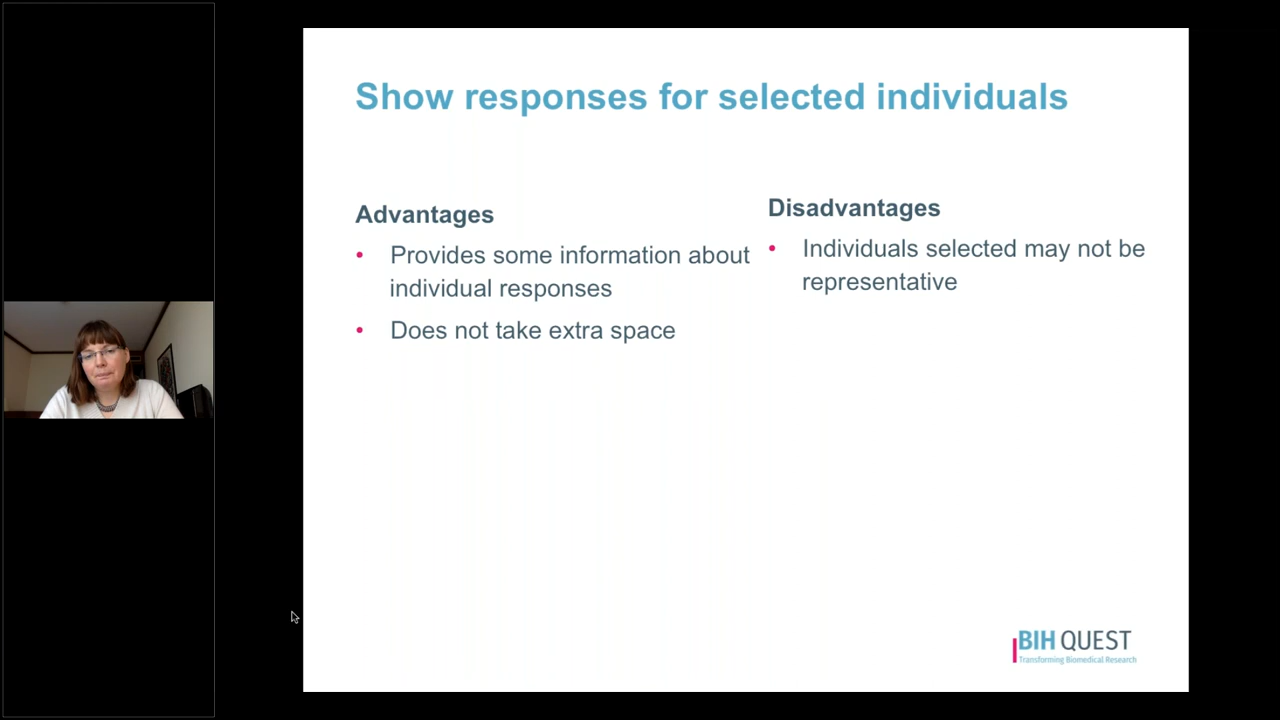 Show responses for selected individuals
Advantages
• Provides some information about
individual responses
• Does not take extra space
Disadvantages
• Individuals selected may not be
representative
BIH QUEST
Transforming Biomedical Research